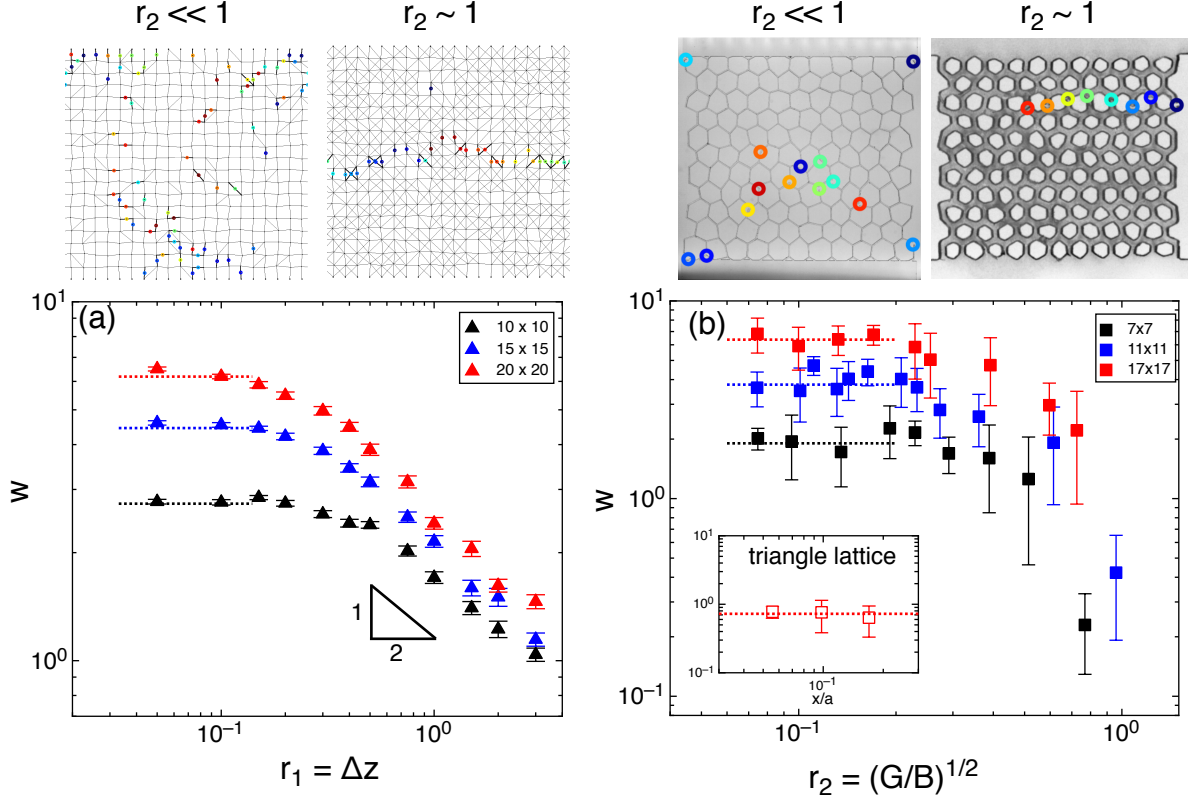 r₂ << 1
r₂ ~ 1
r₂ << 1
r₂ ~ 1
(a)
10 x 10
15 x 15
20 x 20
10¹
10⁰
w
1
2
10⁻¹
10⁰
r₁ = Δz
(b)
7x7
11x11
17x17
10¹
10⁰
10⁻¹
w
triangle lattice
10¹
10⁰
10⁻¹
10⁻¹
x/a
10⁻¹
10⁰
r₂ = (G/B)¹/²